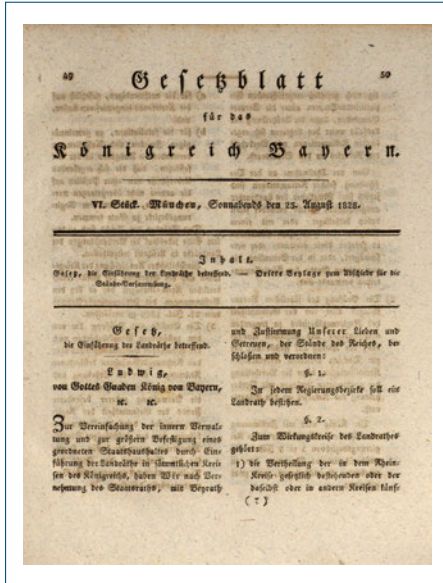 49
50
Gesetzblatt
für das
Königreich Bayern.
VI. Stück. München, Sonnabends den 23. August 1828.
Inhalt.
Gesetz, die Einführung der Landräthe betreffend. — Dritte Beylage zum Abschiede für die
Stände-Versammlung.
Gesetz,
die Einführung der Landräthe betreffend.
Ludwig,
von Gottes Gnaden König von Bayern,
ꝛc. ꝛc.
Zur Vereinfachung der innern Verwal-
tung und zur größern Befestigung eines
geordneten Staatshaushaltes durch Ein-
führung der Landräthe in sämmtlichen Krei-
sen des Königreichs, haben Wir nach Ver-
nehmung des Staatsraths, mit Beyrath
und Zustimmung Unserer Lieben und
Getreuen, der Stände des Reiches, be-
schloßen und verordnen:
§. 1.
In jedem Regierungsbezirke soll ein
Landrath bestehen.
§. 2.
Zum Wirkungskreise des Landrathes
gehört:
1) die Vertheilung der in dem Rhein-
Kreise gesetzlich bestehenden oder der
daselbst oder in andern Kreisen künf-
(7)